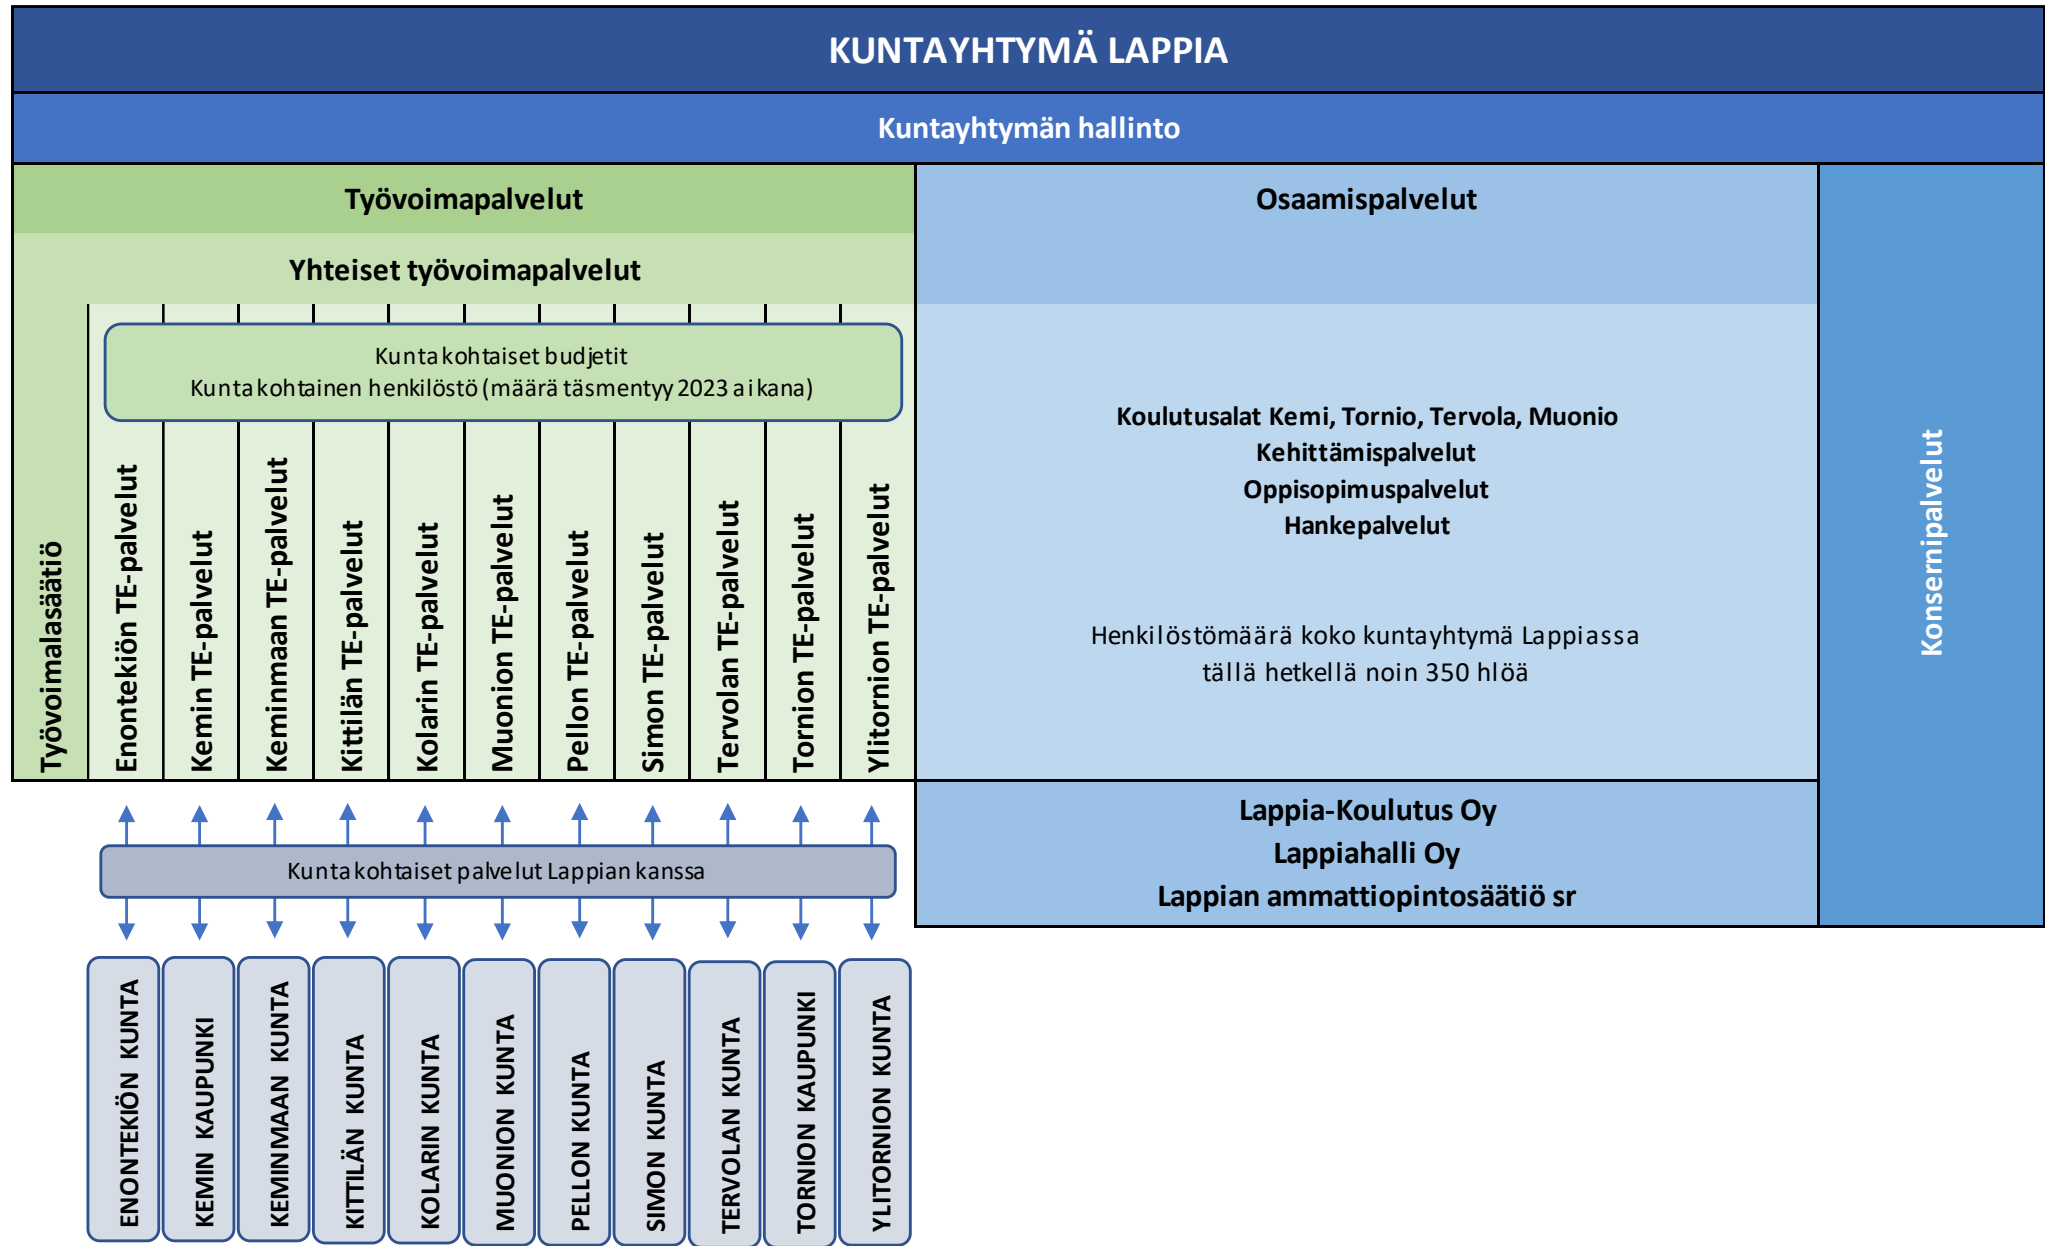 KUNTAYHTYMÄ LAPPIA
Kuntayhtymän hallinto
Työvoimapalvelut
Yhteiset työvoimapalvelut
Kuntakohtaiset budjetit
Kuntakohtainen henkilöstö (määrä täsmentyy 2023 aikana)
Työvoimalasäätiö
Enontekiön TE-palvelut
Kemin TE-palvelut
Keminmaan TE-palvelut
Kittilän TE-palvelut
Kolarin TE-palvelut
Muonion TE-palvelut
Pellon TE-palvelut
Simon TE-palvelut
Tervolan TE-palvelut
Tornion TE-palvelut
Ylitornion TE-palvelut
Osaamispalvelut
Koulutusalat Kemi, Tornio, Tervola, Muonio
Kehittämispalvelut
Oppisopimuspalvelut
Hankepalvelut
Henkilöstömäärä koko kuntayhtymä Lappiassa
tällä hetkellä noin 350 hlöä
Lappia-Koulutus Oy
Lappiahalli Oy
Lappian ammattiopintosäätiö sr
Konsernipalvelut
Kuntakohtaiset palvelut Lappian kanssa
ENONTEKIÖN KUNTA
KEMIN KAUPUNKI
KEMINMAAN KUNTA
KITTILÄN KUNTA
KOLARIN KUNTA
MUONION KUNTA
PELLON KUNTA
SIMON KUNTA
TERVOLAN KUNTA
TORNION KAUPUNKI
YLITORNION KUNTA